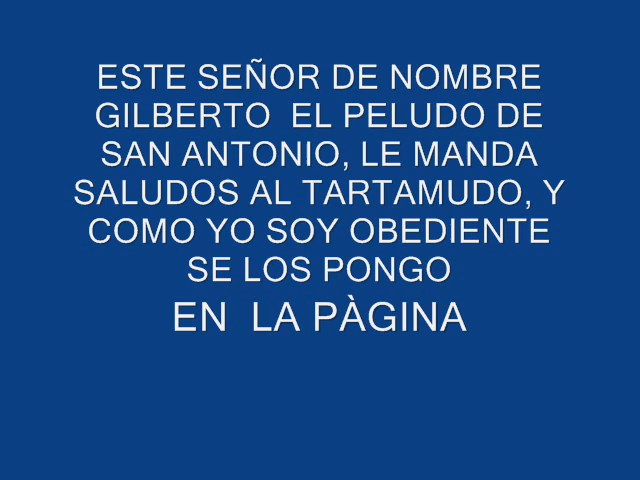 ESTE SEÑOR DE NOMBRE
GILBERTO  EL PELUDO DE
SAN ANTONIO, LE MANDA
SALUDOS AL TARTAMUDO, Y
COMO YO SOY OBEDIENTE
SE LOS PONGO
EN  LA PÀGINA